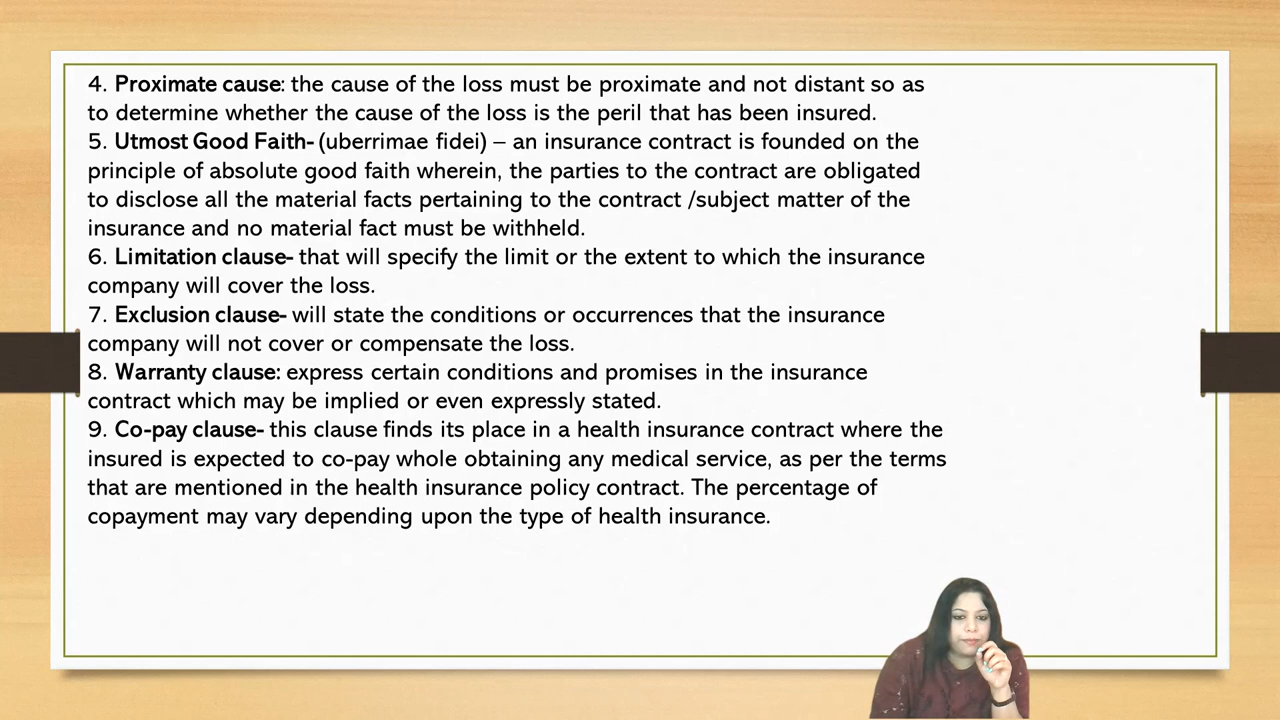 4. Proximate cause: the cause of the loss must be proximate and not distant so as
to determine whether the cause of the loss is the peril that has been insured.
5. Utmost Good Faith- (uberrimae fidei) – an insurance contract is founded on the
principle of absolute good faith wherein, the parties to the contract are obligated
to disclose all the material facts pertaining to the contract /subject matter of the
insurance and no material fact must be withheld.
6. Limitation clause- that will specify the limit or the extent to which the insurance
company will cover the loss.
7. Exclusion clause- will state the conditions or occurrences that the insurance
company will not cover or compensate the loss.
8. Warranty clause: express certain conditions and promises in the insurance
contract which may be implied or even expressly stated.
9. Co-pay clause- this clause finds its place in a health insurance contract where the
insured is expected to co-pay whole obtaining any medical service, as per the terms
that are mentioned in the health insurance policy contract. The percentage of
copayment may vary depending upon the type of health insurance.